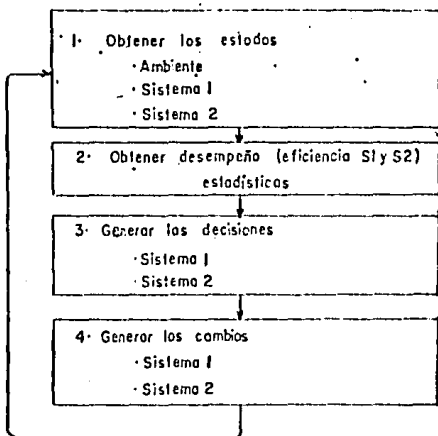 1. Obtener los estados
· Ambiente
· Sistema 1
· Sistema 2
2. Obtener desempeño (eficiencia S1 y S2)
estadísticas
3. Generar las decisiones
· Sistema 1
· Sistema 2
4. Generar los cambios
· Sistema 1
· Sistema 2